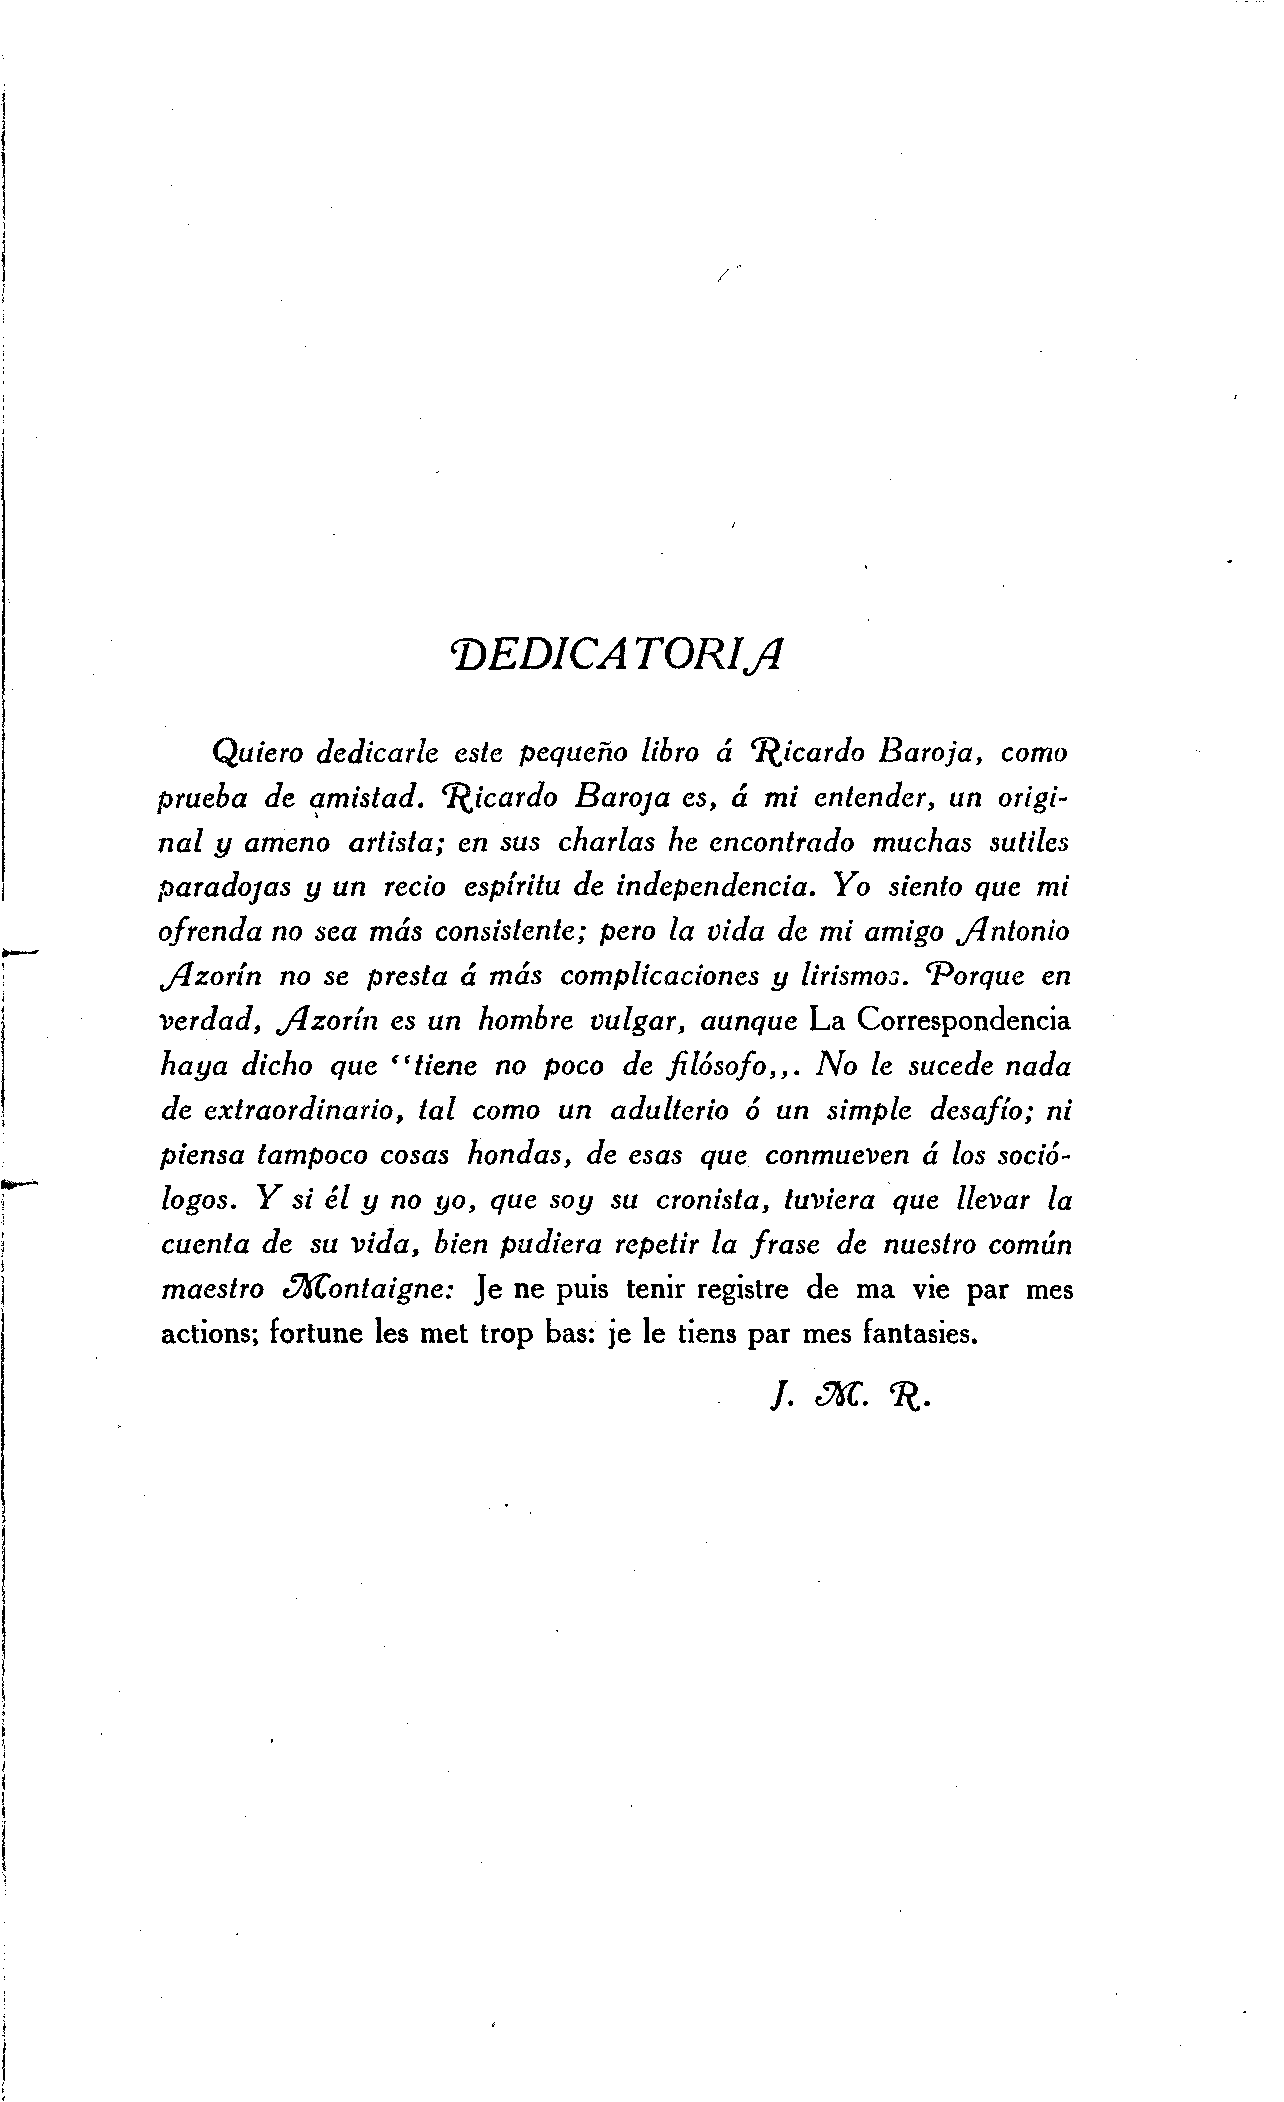 DEDICATORIA
Quiero dedicarle este pequeño libro á Ricardo Baroja, como
prueba de amistad. Ricardo Baroja es, á mi entender, un origi-
nal y ameno artista; en sus charlas he encontrado muchas sutiles
paradojas y un recio espíritu de independencia. Yo siento que mi
ofrenda no sea más consistente; pero la vida de mi amigo Antonio
Azorín no se presta á más complicaciones y lirismos. Porque en
verdad, Azorín es un hombre vulgar, aunque La Correspondencia
haya dicho que “tiene no poco de filósofo,,. No le sucede nada
de extraordinario, tal como un adulterio ó un simple desafío; ni
piensa tampoco cosas hondas, de esas que conmueven á los soció-
logos. Y si él y no yo, que soy su cronista, tuviera que llevar la
cuenta de su vida, bien pudiera repetir la frase de nuestro común
maestro Montaigne: Je ne puis tenir registre de ma vie par mes
actions; fortune les met trop bas: je le tiens par mes fantasies.
J. M. R.